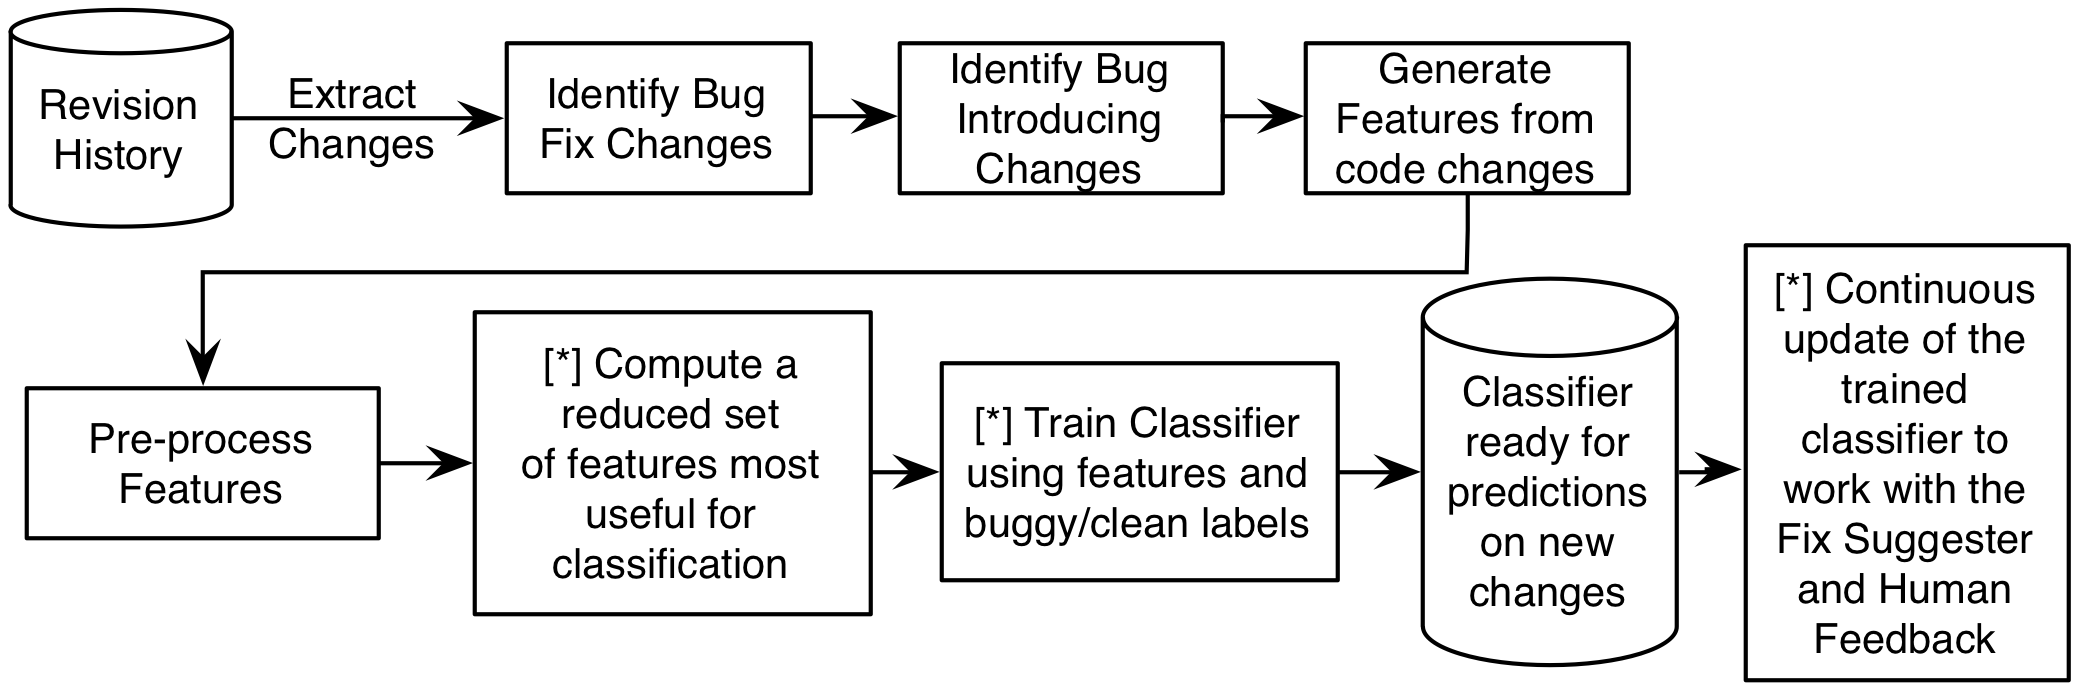 Revision
History
Extract
Changes
Identify Bug
Fix Changes
Identify Bug
Introducing
Changes
Generate
Features from
code changes
Pre-process
Features
[*] Compute a
reduced set
of features most
useful for
classification
[*] Train Classifier
using features and
buggy/clean labels
Classifier
ready for
predictions
on new
changes
[*] Continuous
update of the
trained
classifier to
work with the
Fix Suggester
and Human
Feedback